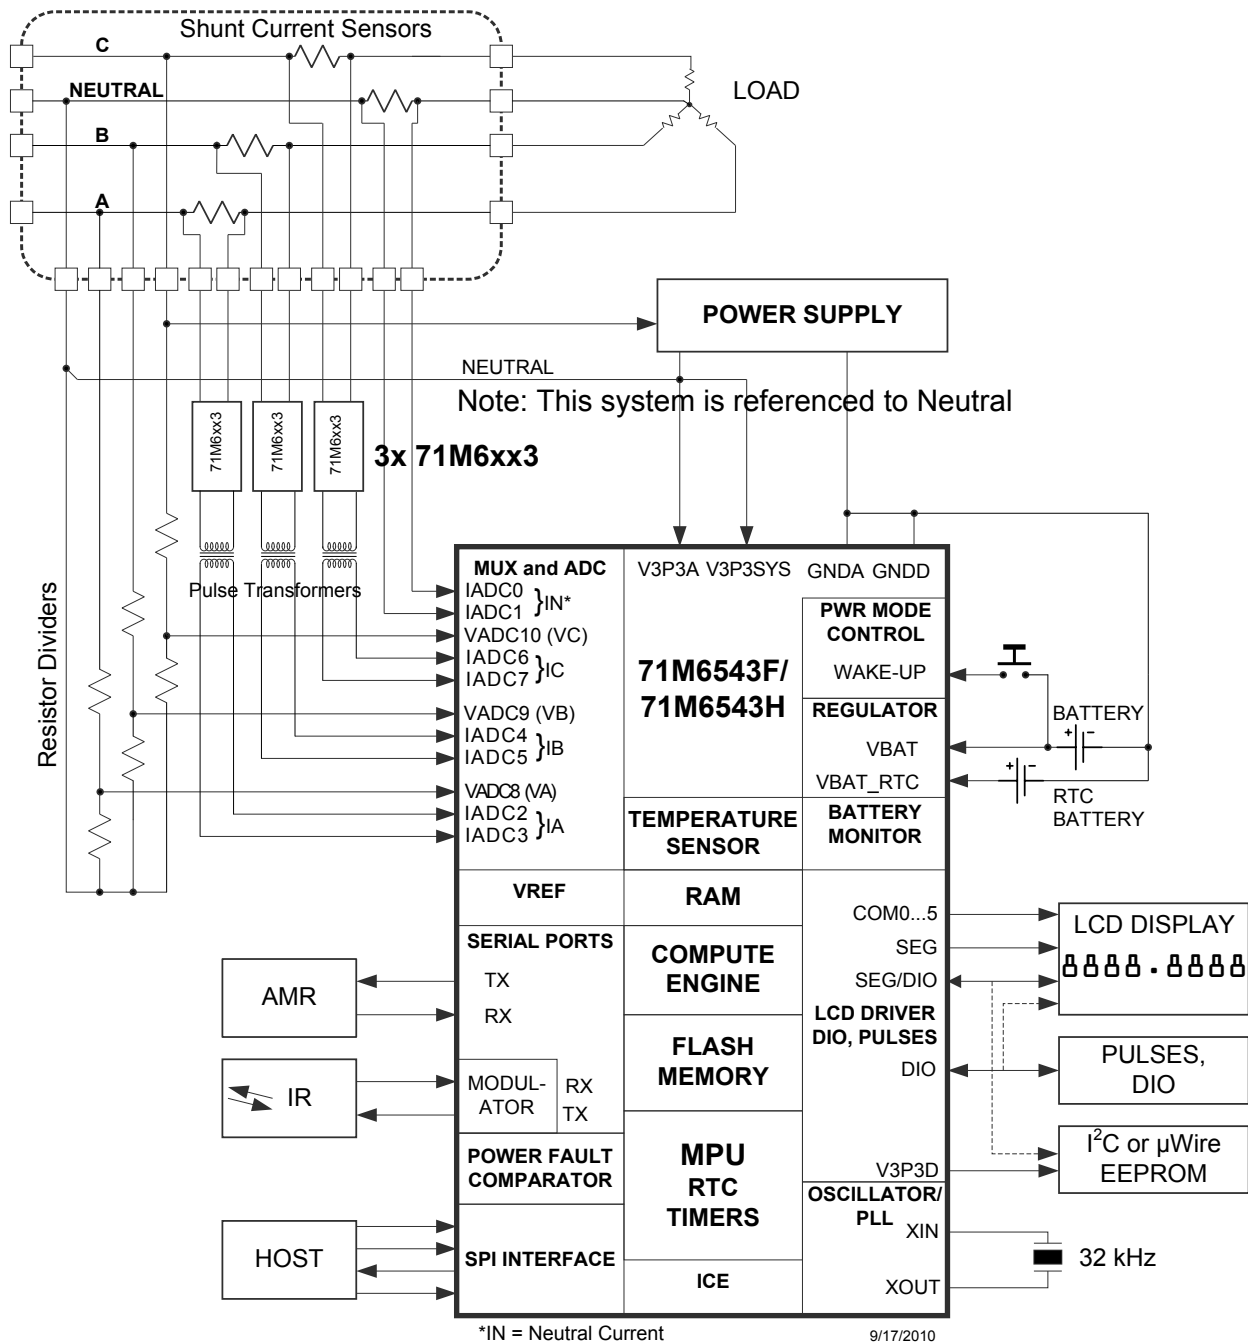 Shunt Current Sensors
C
NEUTRAL
B
A
LOAD
POWER SUPPLY
NEUTRAL
Note: This system is referenced to Neutral
71M6xx3
71M6xx3
71M6xx3
3x 71M6xx3
Pulse Transformers
Resistor Dividers
MUX and ADC
IADC0
IADC1
}IN*
VADC10 (VC)
IADC6
IADC7
}IC
VADC9 (VB)
IADC4
IADC5
}IB
VADC8 (VA)
IADC2
IADC3
}IA
V3P3A V3P3SYS
GNDA GNDD
71M6543F/
71M6543H
PWR MODE
CONTROL
WAKE-UP
REGULATOR
VBAT
VBAT_RTC
BATTERY
+ -
+ -
RTC
BATTERY
TEMPERATURE
SENSOR
BATTERY
MONITOR
VREF
RAM
SERIAL PORTS
TX
RX
COMPUTE
ENGINE
COM0...5
SEG
SEG/DIO
LCD DRIVER
DIO, PULSES
DIO
LCD DISPLAY
8888.8888
AMR
FLASH
MEMORY
PULSES,
DIO
IR
MODUL-
ATOR
RX
TX
I²C or µWire
EEPROM
POWER FAULT
COMPARATOR
MPU
RTC
TIMERS
V3P3D
OSCILLATOR/
PLL
XIN
XOUT
32 kHz
HOST
SPI INTERFACE
ICE
*IN = Neutral Current
9/17/2010